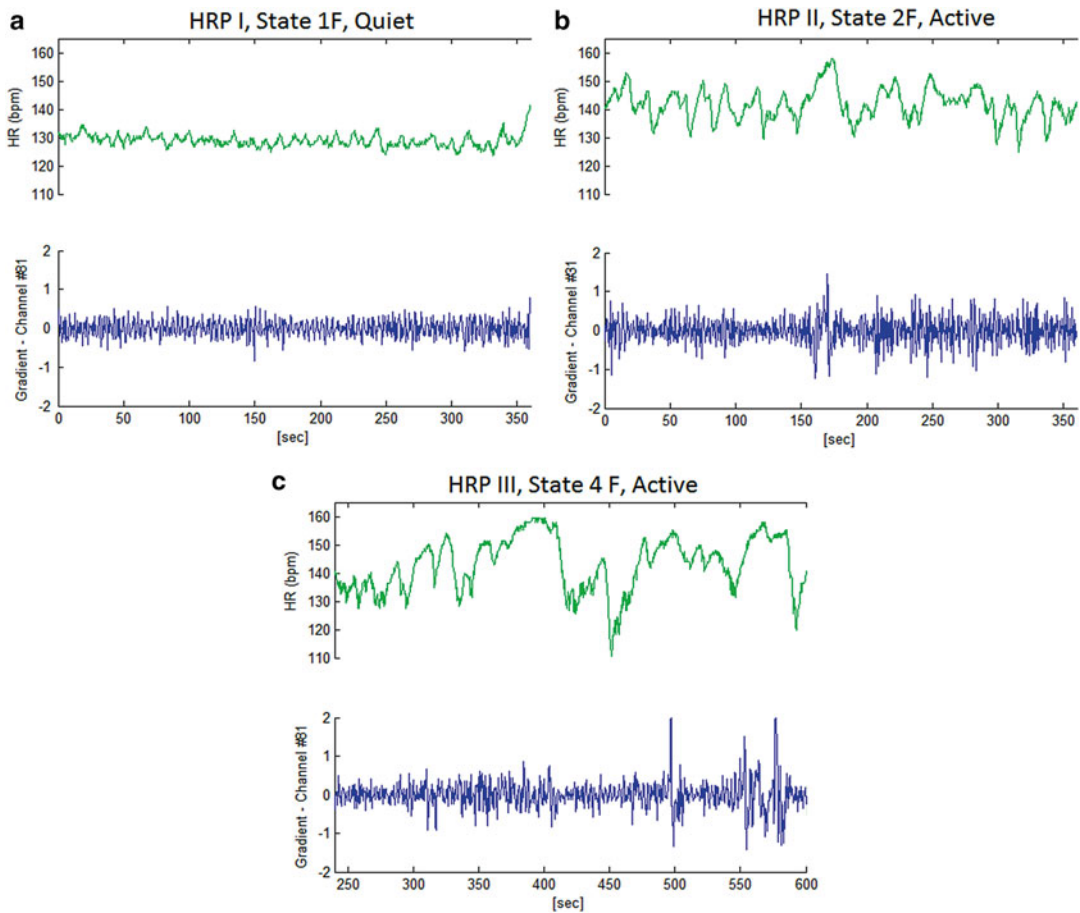 a
HRP I, State 1F, Quiet
160
150
140
130
120
110
HR (bpm)
2
1
0
-1
-2
Gradient - Channel #81
0 50 100 150 200 250 300 350
[sec]
b
HRP II, State 2F, Active
160
150
140
130
120
110
HR (bpm)
2
1
0
-1
-2
Gradient - Channel #31
0 50 100 150 200 250 300 350
[sec]
c
HRP III, State 4 F, Active
160
150
140
130
120
110
HR (bpm)
2
1
0
-1
-2
Gradient - Channel #81
250 300 350 400 450 500 550 600
[sec]